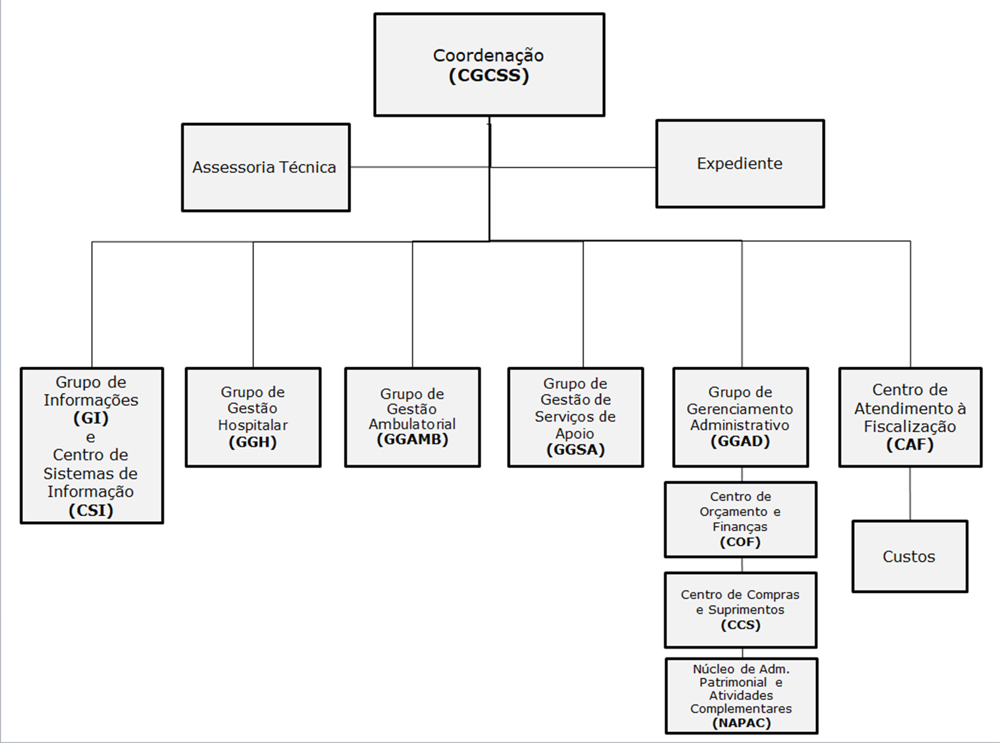 Coordenação
(CGCSS)
Assessoria Técnica
Expediente
Grupo de
Informações
(GI)
e
Centro de
Sistemas de
Informação
(CSI)
Grupo de
Gestão
Hospitalar
(GGH)
Grupo de
Gestão
Ambulatorial
(GGAMB)
Grupo de
Gestão de
Serviços de
Apoio
(GGSA)
Grupo de
Gerenciamento
Administrativo
(GGAD)
Centro de
Atendimento à
Fiscalização
(CAF)
Centro de
Orçamento e
Finanças
(COF)
Custos
Centro de Compras
e Suprimentos
(CCS)
Núcleo de Adm.
Patrimonial e
Atividades
Complementares
(NAPAC)